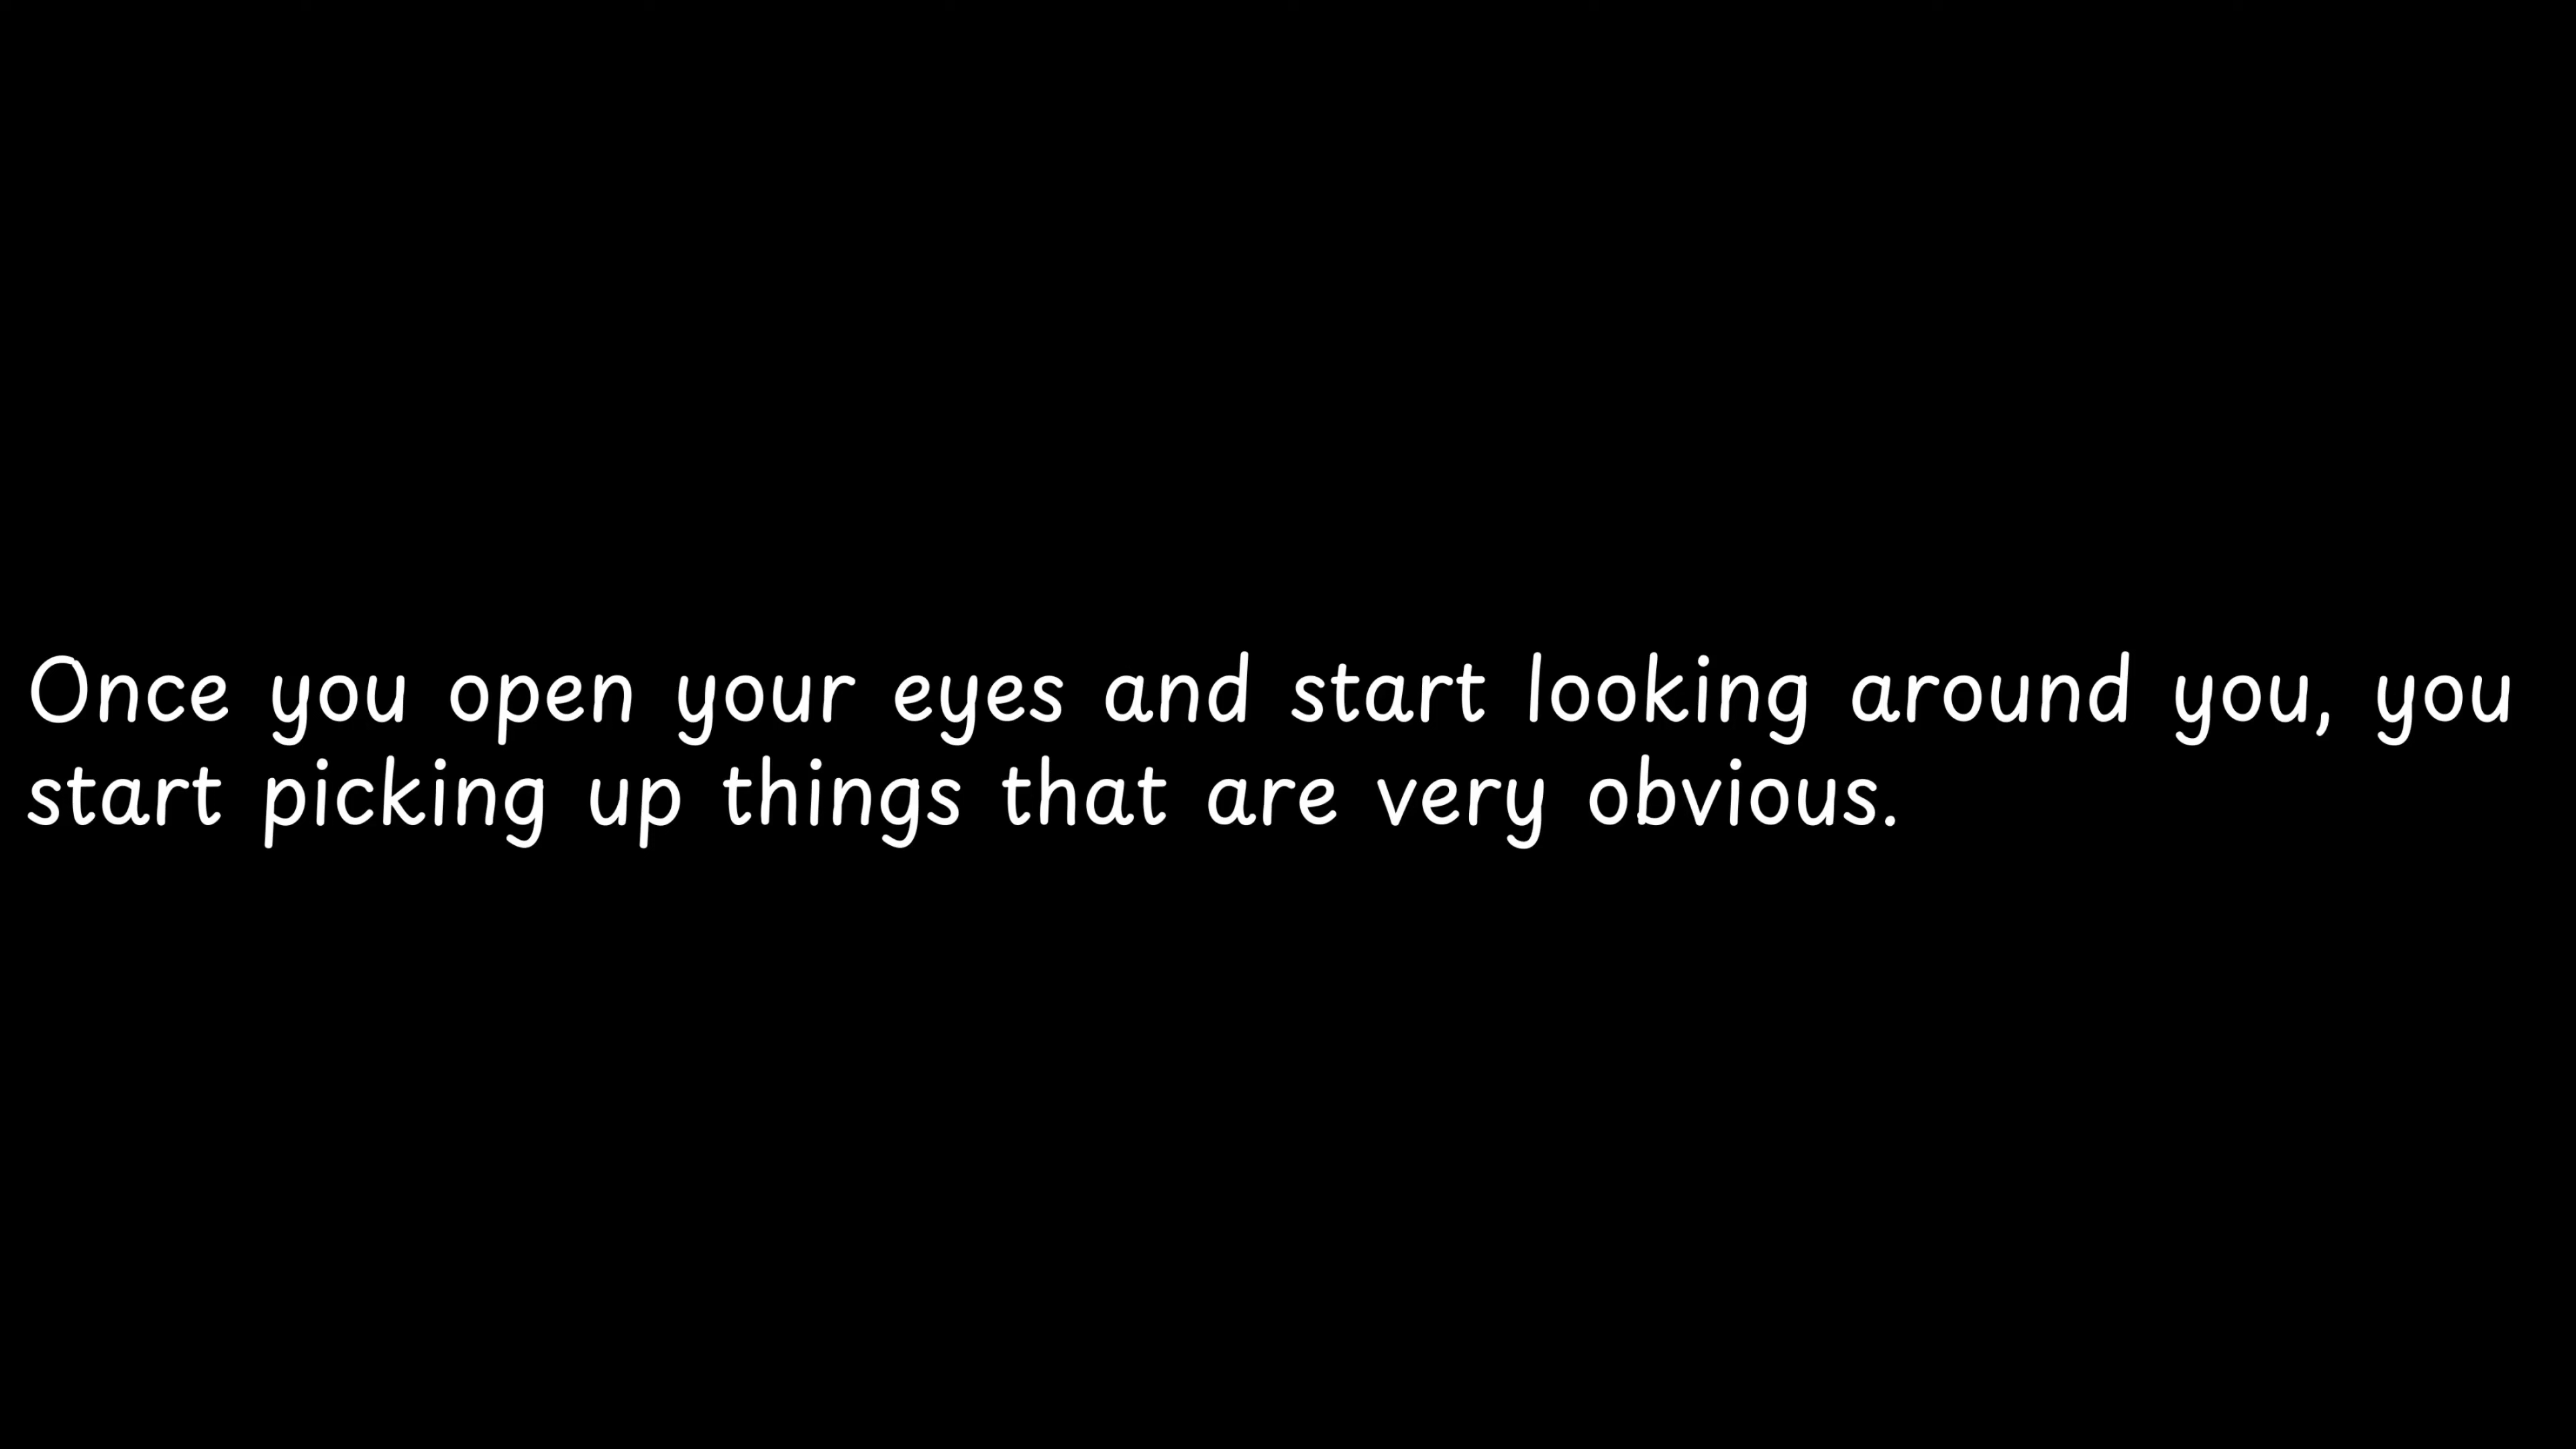 Once you open your eyes and start looking around you, you
start picking up things that are very obvious.